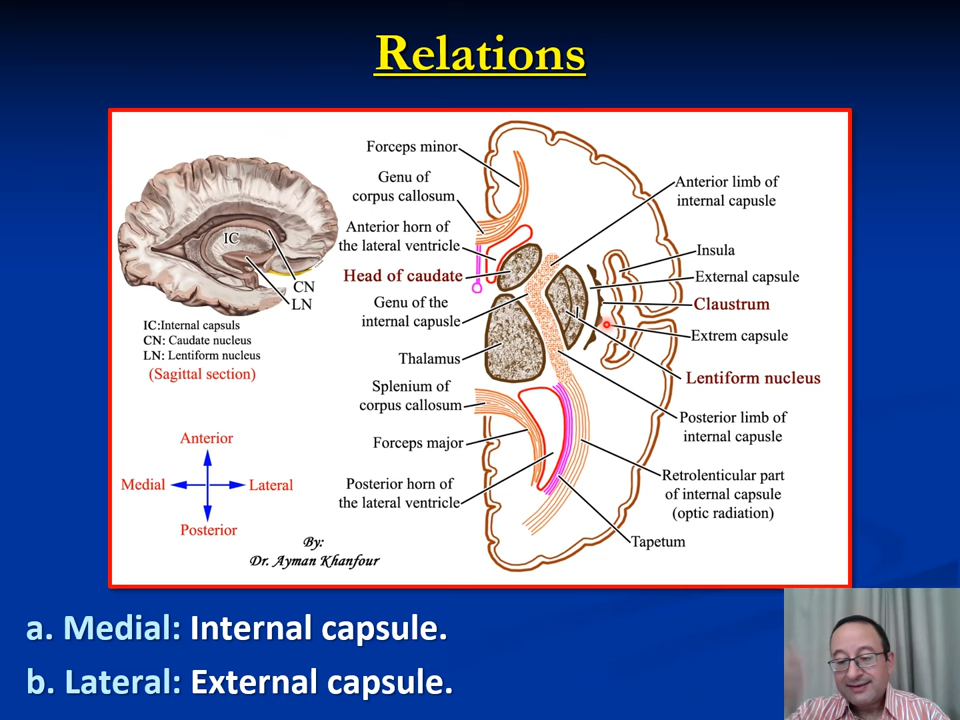 Relations
Forceps minor
Genu of
corpus callosum
Anterior horn of
the lateral ventricle
Head of caudate
Genu of the
internal capusle
Thalamus
Splenium of
corpus callosum
Forceps major
Posterior horn of
the lateral ventricle
Anterior limb of
internal capusle
Insula
External capsule
Claustrum
Extrem capsule
Lentiform nucleus
Posterior limb of
internal capusle
Retrolenticular part
of internal capsule
(optic radiation)
Tapetum
IC
CN
LN
IC:Internal capsuls
CN: Caudate nucleus
LN: Lentiform nucleus
(Sagittal section)
Anterior
Medial
Lateral
Posterior
By:
Dr. Ayman Khanfour
a. Medial: Internal capsule.
b. Lateral: External capsule.